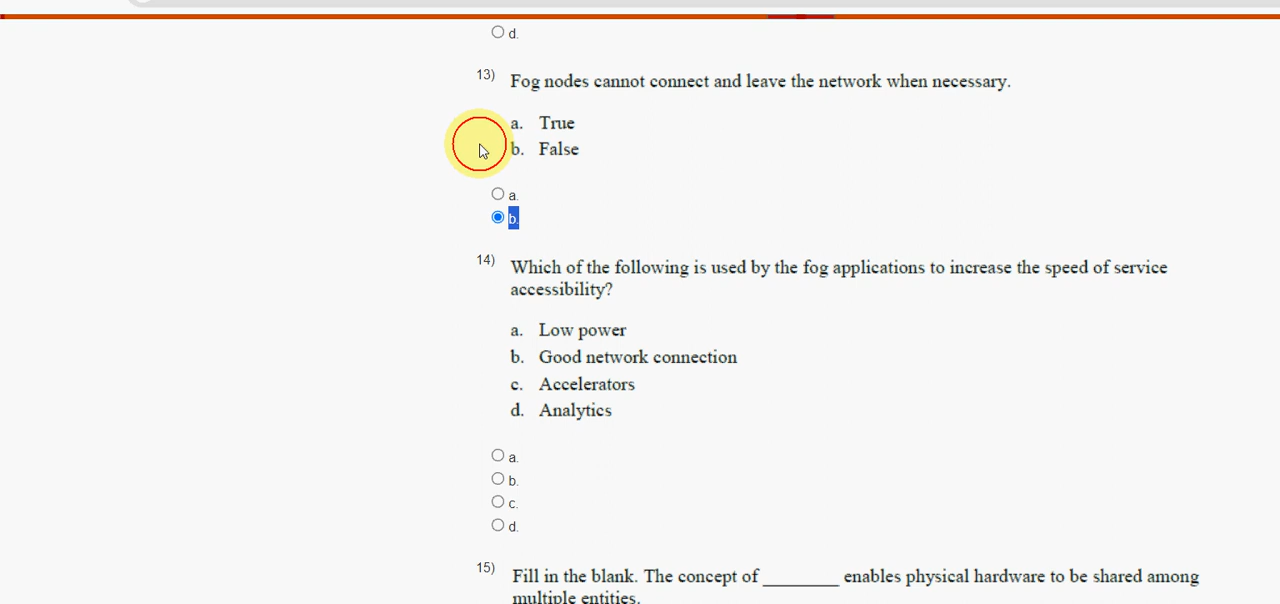 d.
13) Fog nodes cannot connect and leave the network when necessary.
a. True
b. False
a.
b.
14) Which of the following is used by the fog applications to increase the speed of service
accessibility?
a. Low power
b. Good network connection
c. Accelerators
d. Analytics
a.
b.
c.
d.
15) Fill in the blank. The concept of ________ enables physical hardware to be shared among
multiple entities.